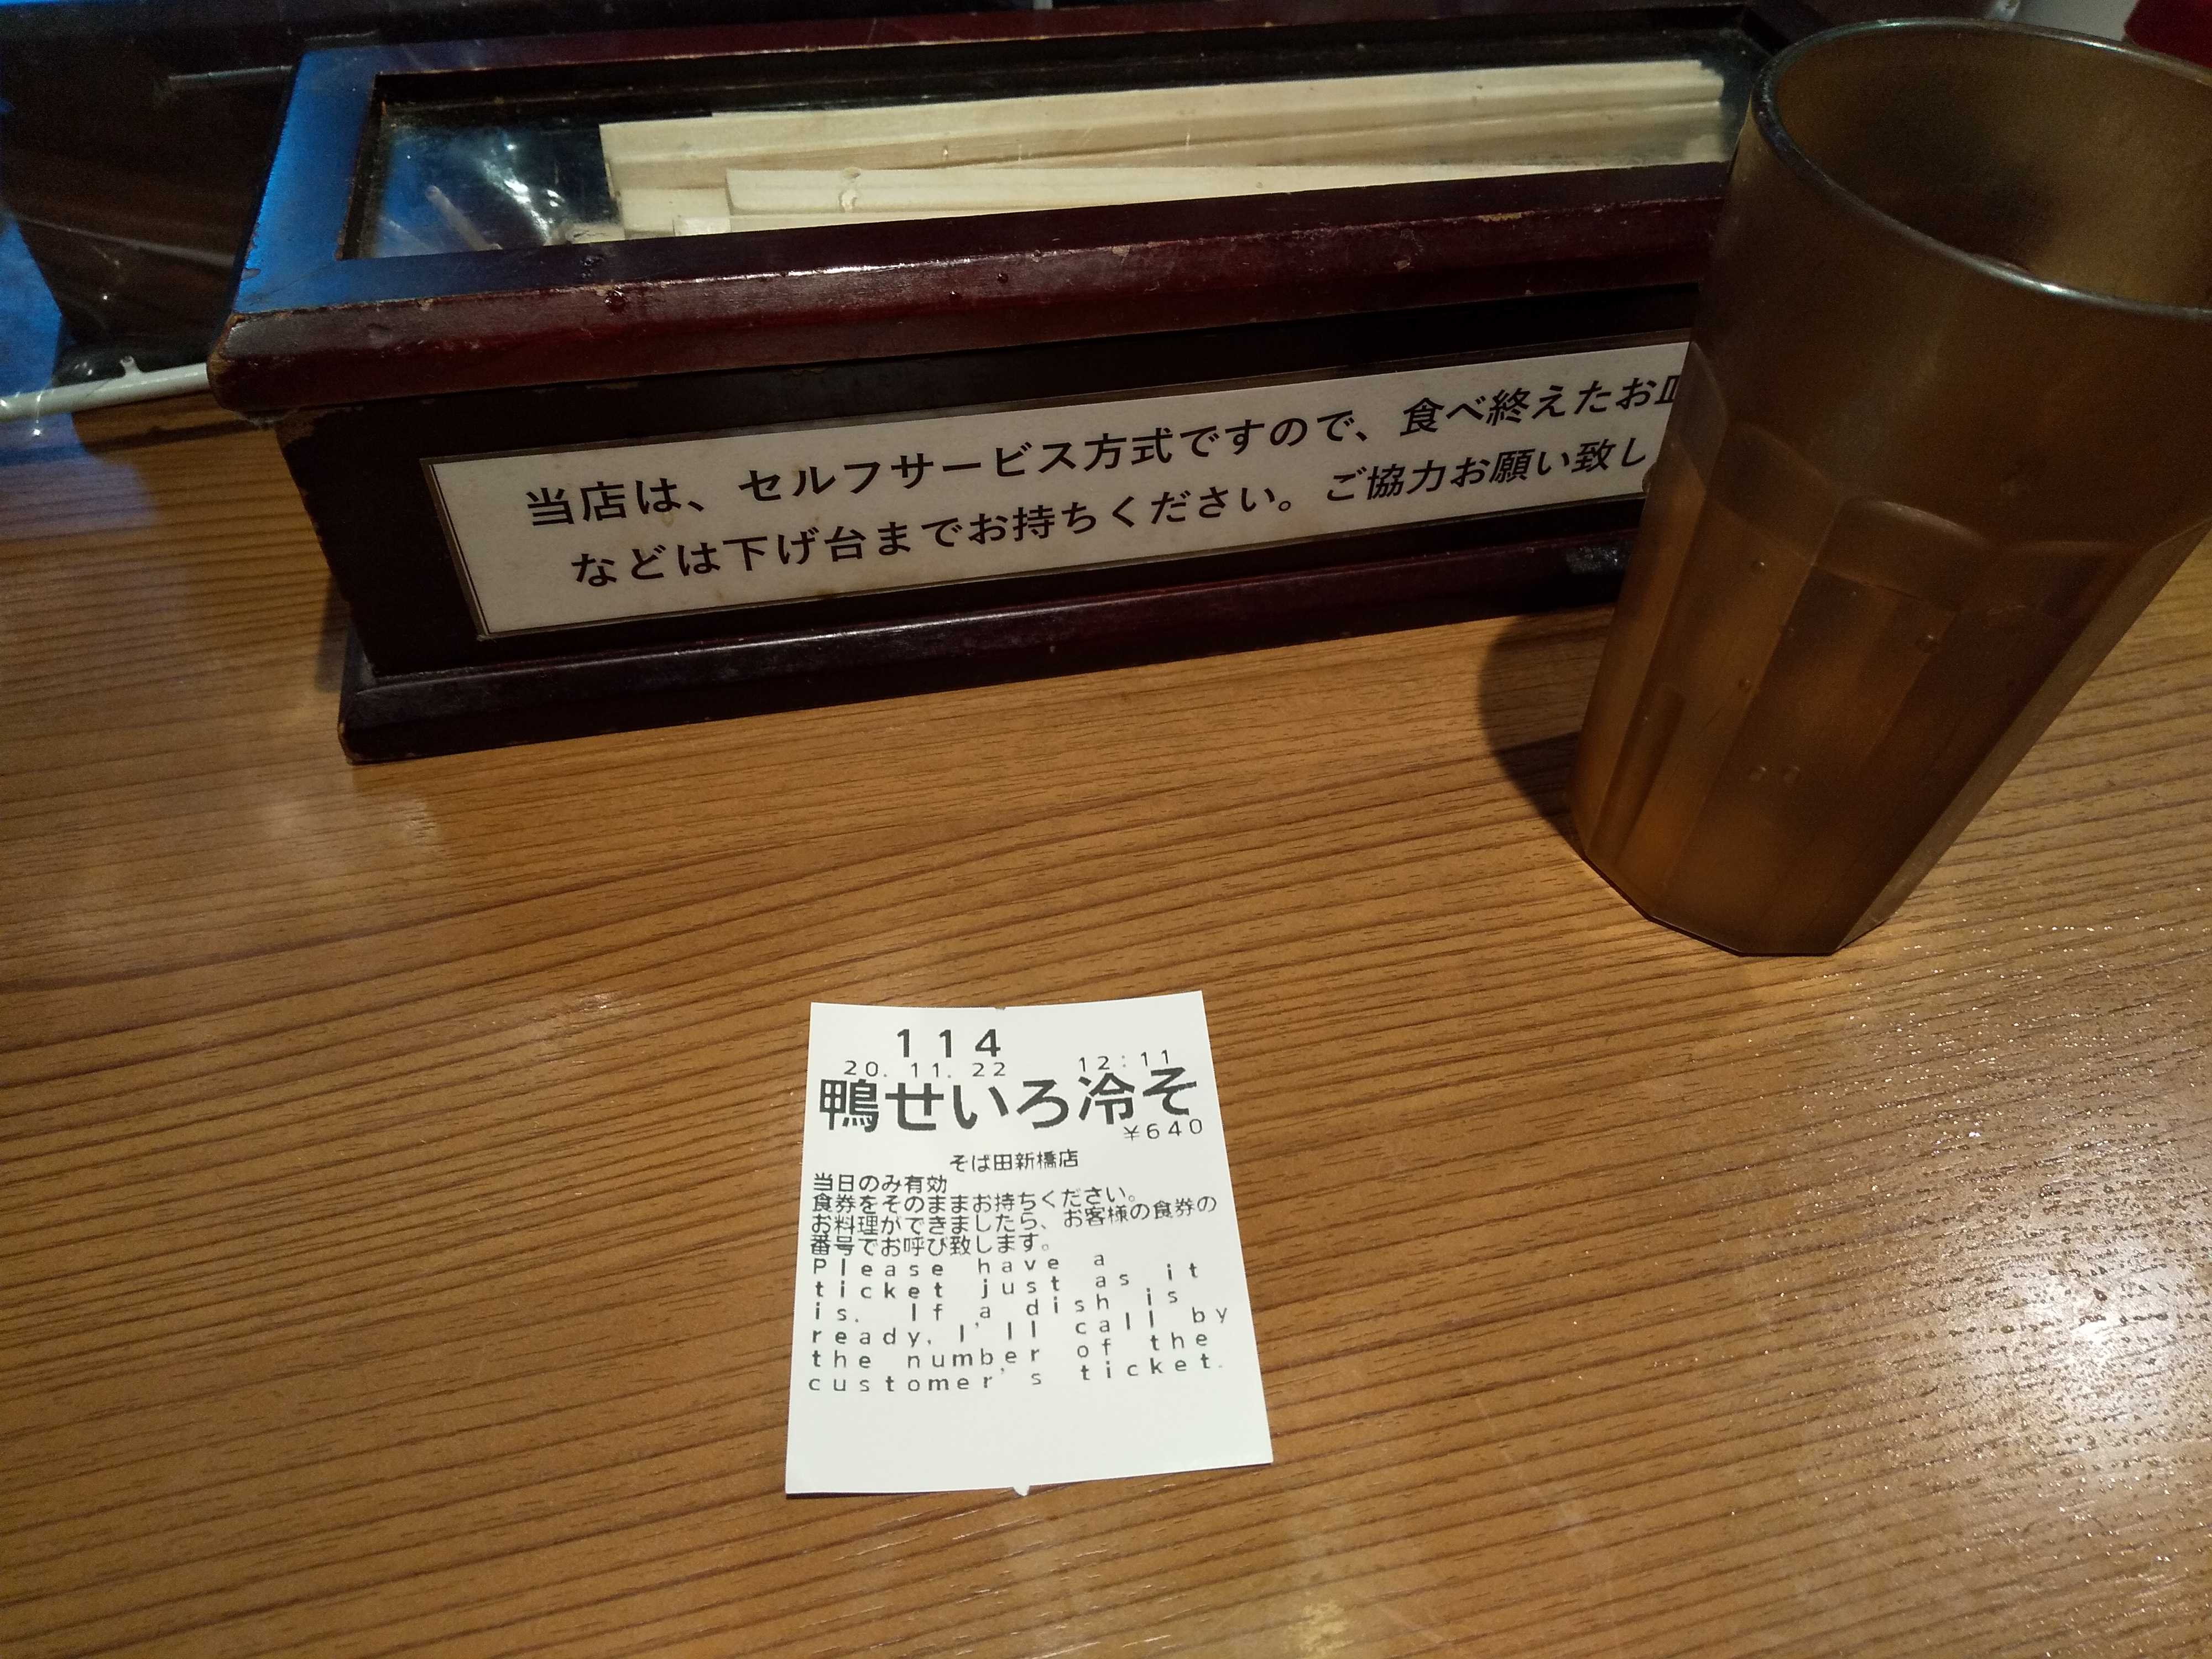 当店は、セルフサービス方式ですので、食べ終えたお皿
などは下げ台までお持ちください。ご協力お願い致し
114
20.11.22 12:11
鴨せいろ冷そ
¥640
そば田新橋店
当日のみ有効
食券をそのままお持ちください。
お料理ができましたら、お客様の食券の
番号でお呼び致します。
Please have a
ticket just as it
is. If a dish is
ready, I'll call by
the number of the
customer's ticket.